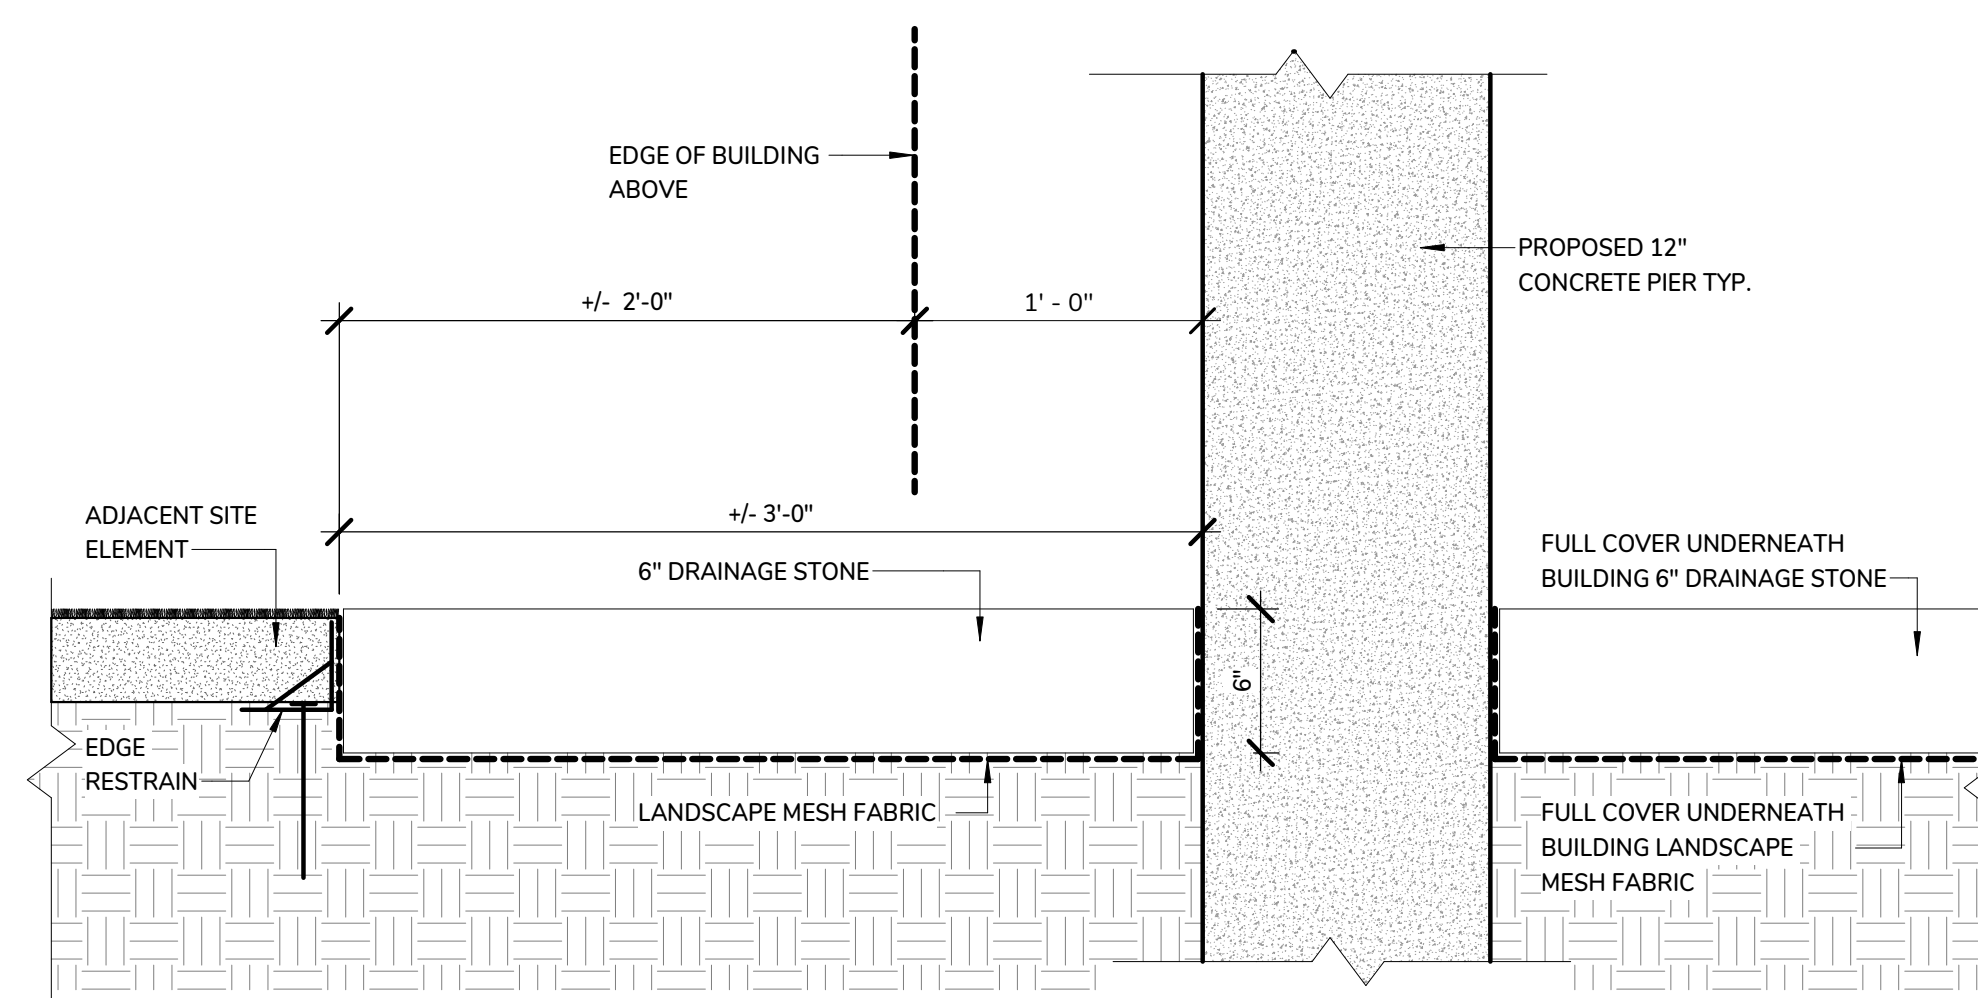 EDGE OF BUILDING
ABOVE
PROPOSED 12"
CONCRETE PIER TYP.
+/-  2'-0"
1' - 0"
ADJACENT SITE
ELEMENT
+/- 3'-0"
6" DRAINAGE STONE
FULL COVER UNDERNEATH
BUILDING 6" DRAINAGE STONE
6"
EDGE
RESTRAIN
LANDSCAPE MESH FABRIC
FULL COVER UNDERNEATH
BUILDING LANDSCAPE
MESH FABRIC